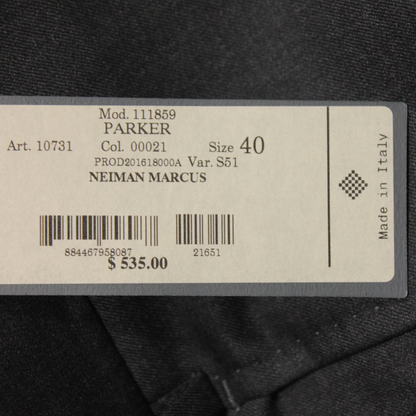 Mod. 111859
PARKER
Art. 10731 Col. 00021 Size 40
PROD201618000A Var. S51
NEIMAN MARCUS
884467958087 21651
$ 535.00
Made in Italy